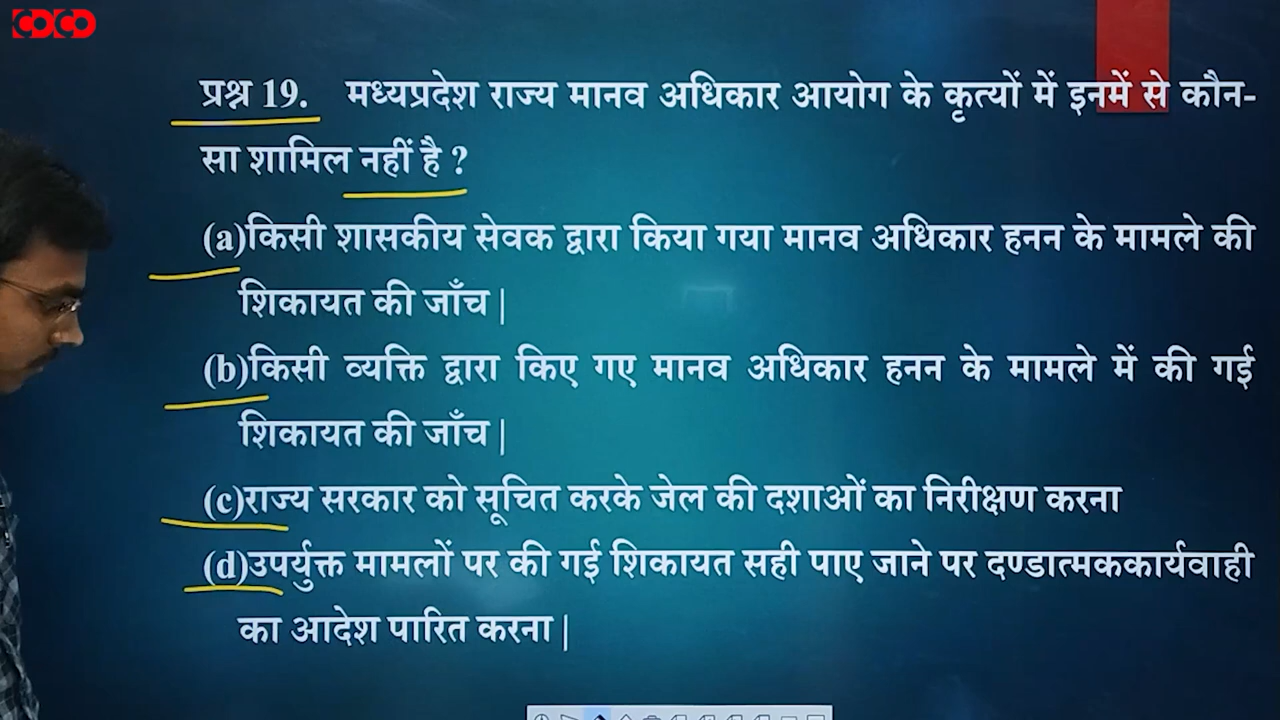 COCO
प्रश्न 19. मध्यप्रदेश राज्य मानव अधिकार आयोग के कृत्यों में इनमें से कौन-
सा शामिल नहीं है ?
(a)किसी शासकीय सेवक द्वारा किया गया मानव अधिकार हनन के मामले की
शिकायत की जाँच |
(b)किसी व्यक्ति द्वारा किए गए मानव अधिकार हनन के मामले में की गई
शिकायत की जाँच |
(c)राज्य सरकार को सूचित करके जेल की दशाओं का निरीक्षण करना
(d)उपर्युक्त मामलों पर की गई शिकायत सही पाए जाने पर दण्डात्मककार्यवाही
का आदेश पारित करना |